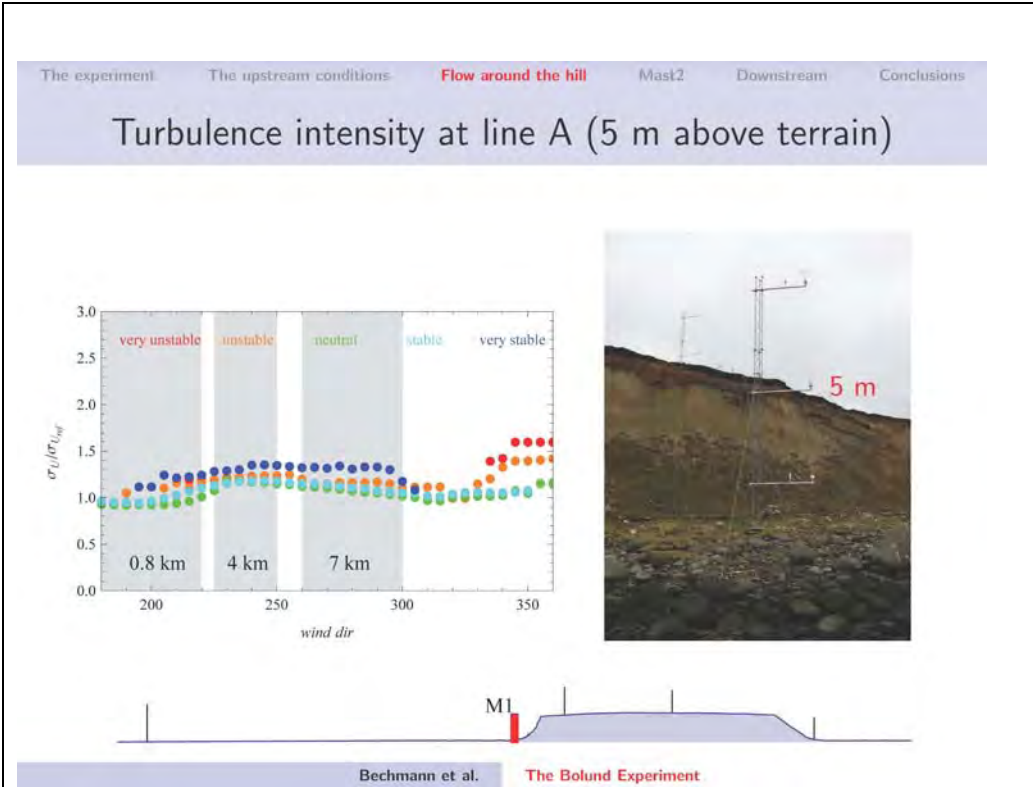 The experiment The upstream conditions Flow around the hill Mast2 Downstream Conclusions
Turbulence intensity at line A (5 m above terrain)
3.0
very unstable unstable neutral stable very stable
2.5
2.0
5 m
σU/σUref
1.5
1.0
0.5
0.8 km 4 km 7 km
0.0
200 250 300 350
wind dir
M1
Bechmann et al. The Bolund Experiment